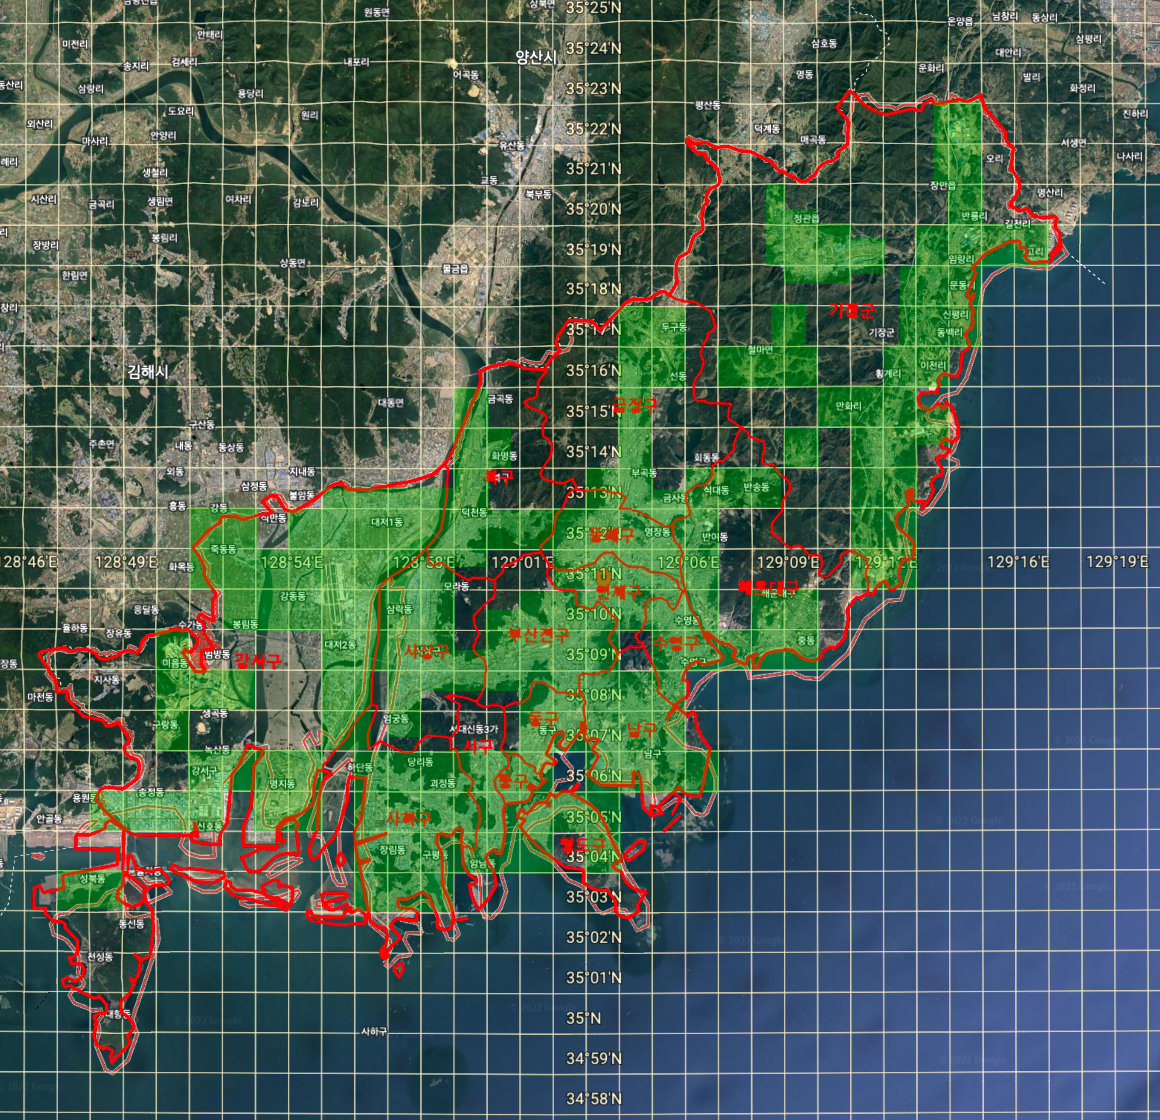 35°25'N
원동면
온양읍
남창리
동상리
미전리
안태리
삼호동
삼평리
35°24'N
양산시
대안리
송지리
검세리
내포리
어곡동
명동
운화리
빌리
삼랑리
용당리
35°23'N
화정리
도요리
원리
평산동
진하리
외산리
안양리
35°22'N
덕계동
매곡동
서생면
마사리
유산동
오리
나사리
생철리
교동
35°21'N
장안읍
명산리
시산리
금곡리
생림면
여차리
감노리
북부동
35°20'N
정관읍
반룡리
길천리
장방리
봉림리
35°19'N
고리
상동면
임랑리
한림면
물금읍
35°18'N
문동
기장군
신평리
35°17'N
두구동
기장군
동백리
철마면
김해시
35°16'N
선동
횡계리
이천리
대동면
금곡동
35°15'N
금정구
만화리
구산동
주촌면
내동
동상동
35°14'N
화명동
회동동
외동
지내동
북구
부곡동
삼정동
불암동
35°13'N
금사동
석대동
반송동
흥동
강동
식만동
대저1동
덕천동
35°12'N
동래구
명장동
반여동
죽동동
128°46'E
128°49'E
128°54'E
128°58'E
129°01'E
129°06'E
129°09'E
129°12'E
129°16'E
129°19'E
화목동
35°11'N
연제구
모라동
해운대구
강동동
응달동
삼락동
35°10'N
수영동
율하동
장유동
수가동
봉림동
부산진구
수영구
중동
대저2동
사상구
35°09'N
범방동
강서구
미음동
지사동
마천동
35°08'N
생곡동
엄궁동
동구
구랑동
서대신동3가
35°07'N
남구
녹산동
서구
남구
강서구
하단동
당리동
35°06'N
명지동
괴정동
중구
용원동
송정동
안골동
신호동
사하구
35°05'N
장림동
구평동
암남동
영도구
35°04'N
성북동
눌차동
35°03'N
동선동
35°02'N
천성동
35°01'N
대항동
35°N
사하구
34°59'N
34°58'N